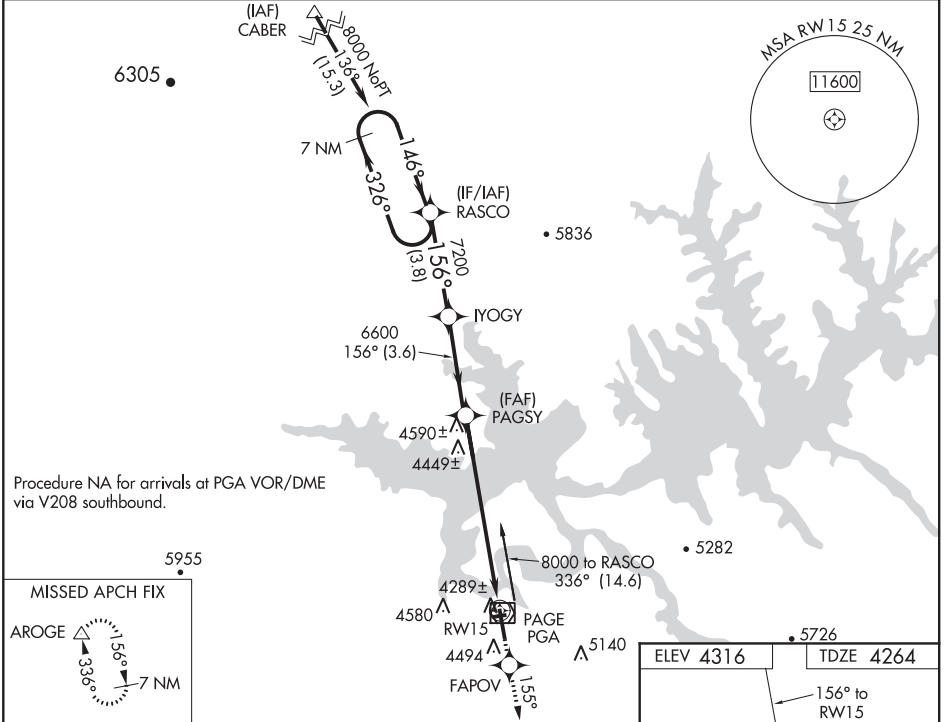 (IAF)
CABER
8000 NoPT
136°
(15.3)
6305
MSA RW15 25 NM
11600
7 NM
146°
326°
(IF/IAF)
RASCO
5836
7200
156°
(3.8)
IYOGY
6600
156° (3.6)
(FAF)
PAGSY
4590±
4449±
Procedure NA for arrivals at PGA VOR/DME
via V208 southbound.
5282
8000 to RASCO
336° (14.6)
5955
MISSED APCH FIX
AROGE
156°
336°
7 NM
4289±
4580
RW15
PAGE
PGA
4494
5140
FAPOV
155°
5726
ELEV 4316
TDZE 4264
156° to
RW15